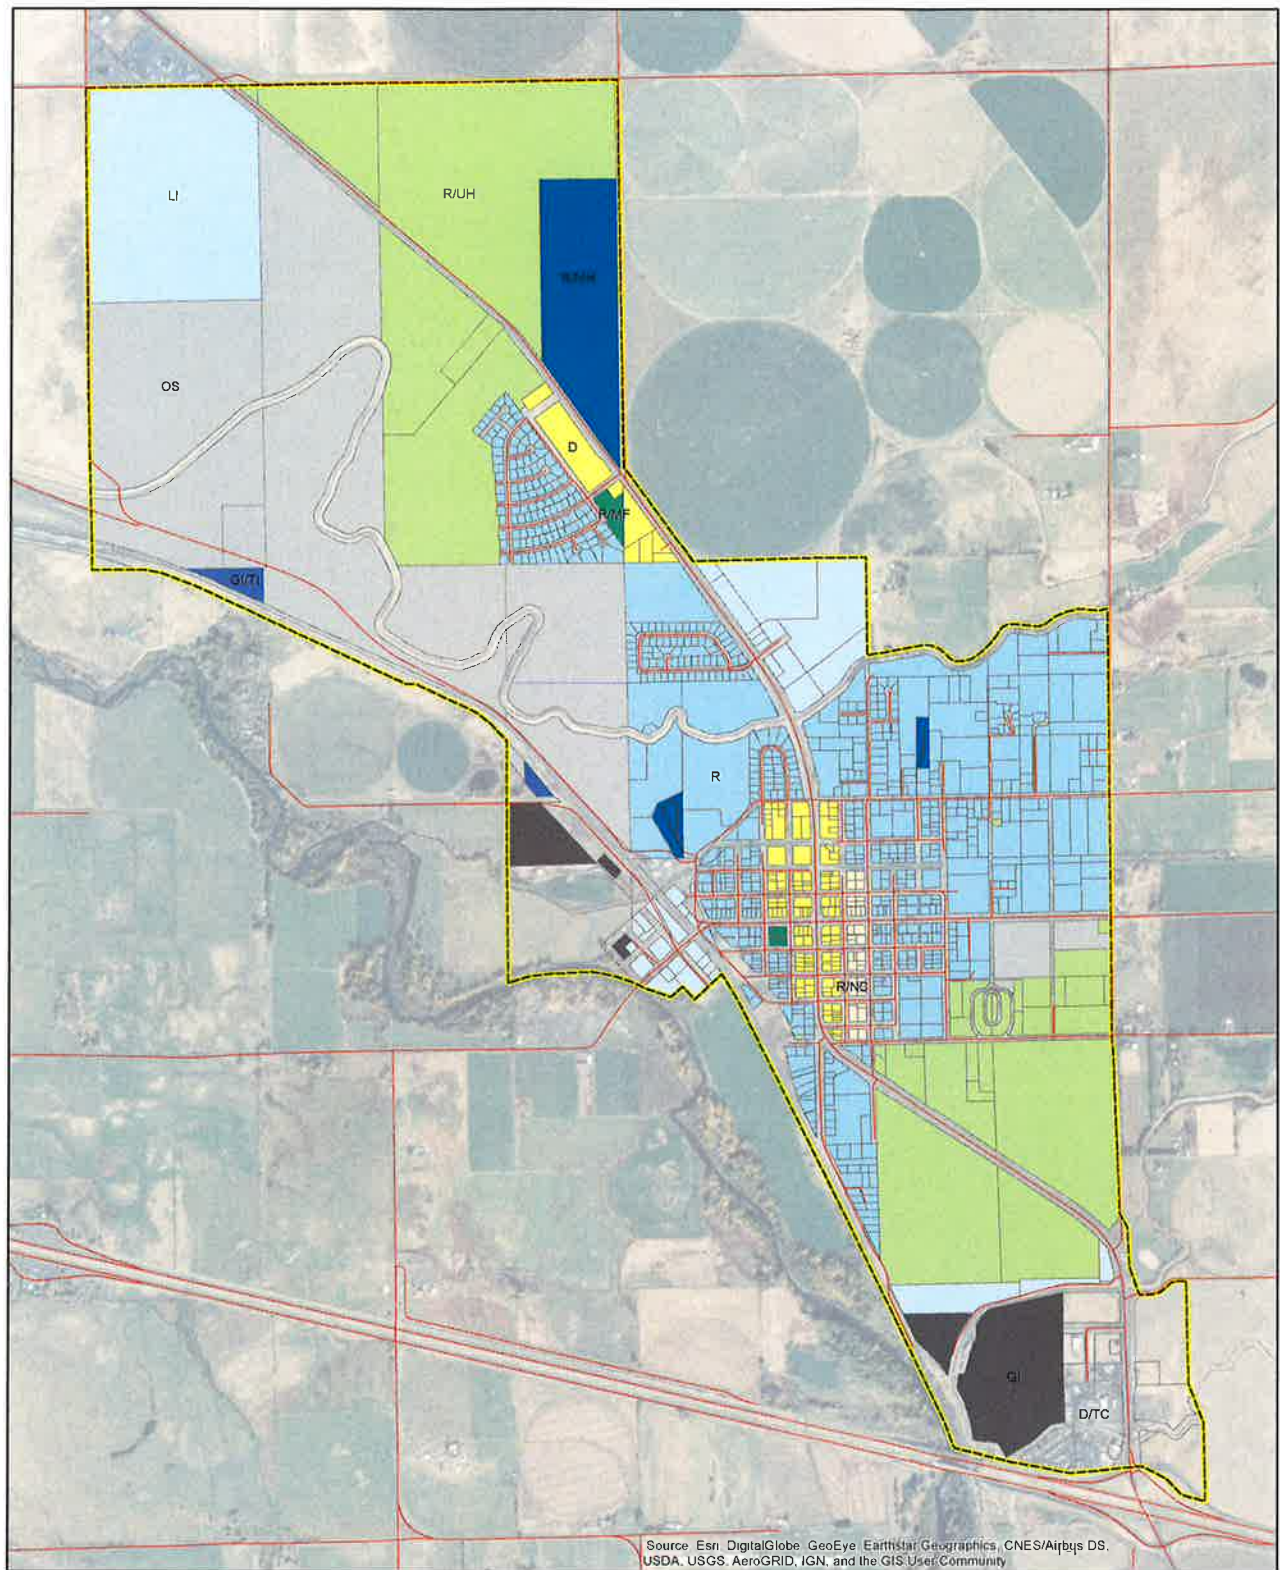 LI
R/UH
R/MH
OS
D
R/MF
GI/TI
R
R/NC
GI
D/TC
Source Esri DigitalGlobe GeoEye Earthstar Geographics, CNES/Airbus DS,
USDA, USGS, AeroGRID, IGN, and the GIS User Community